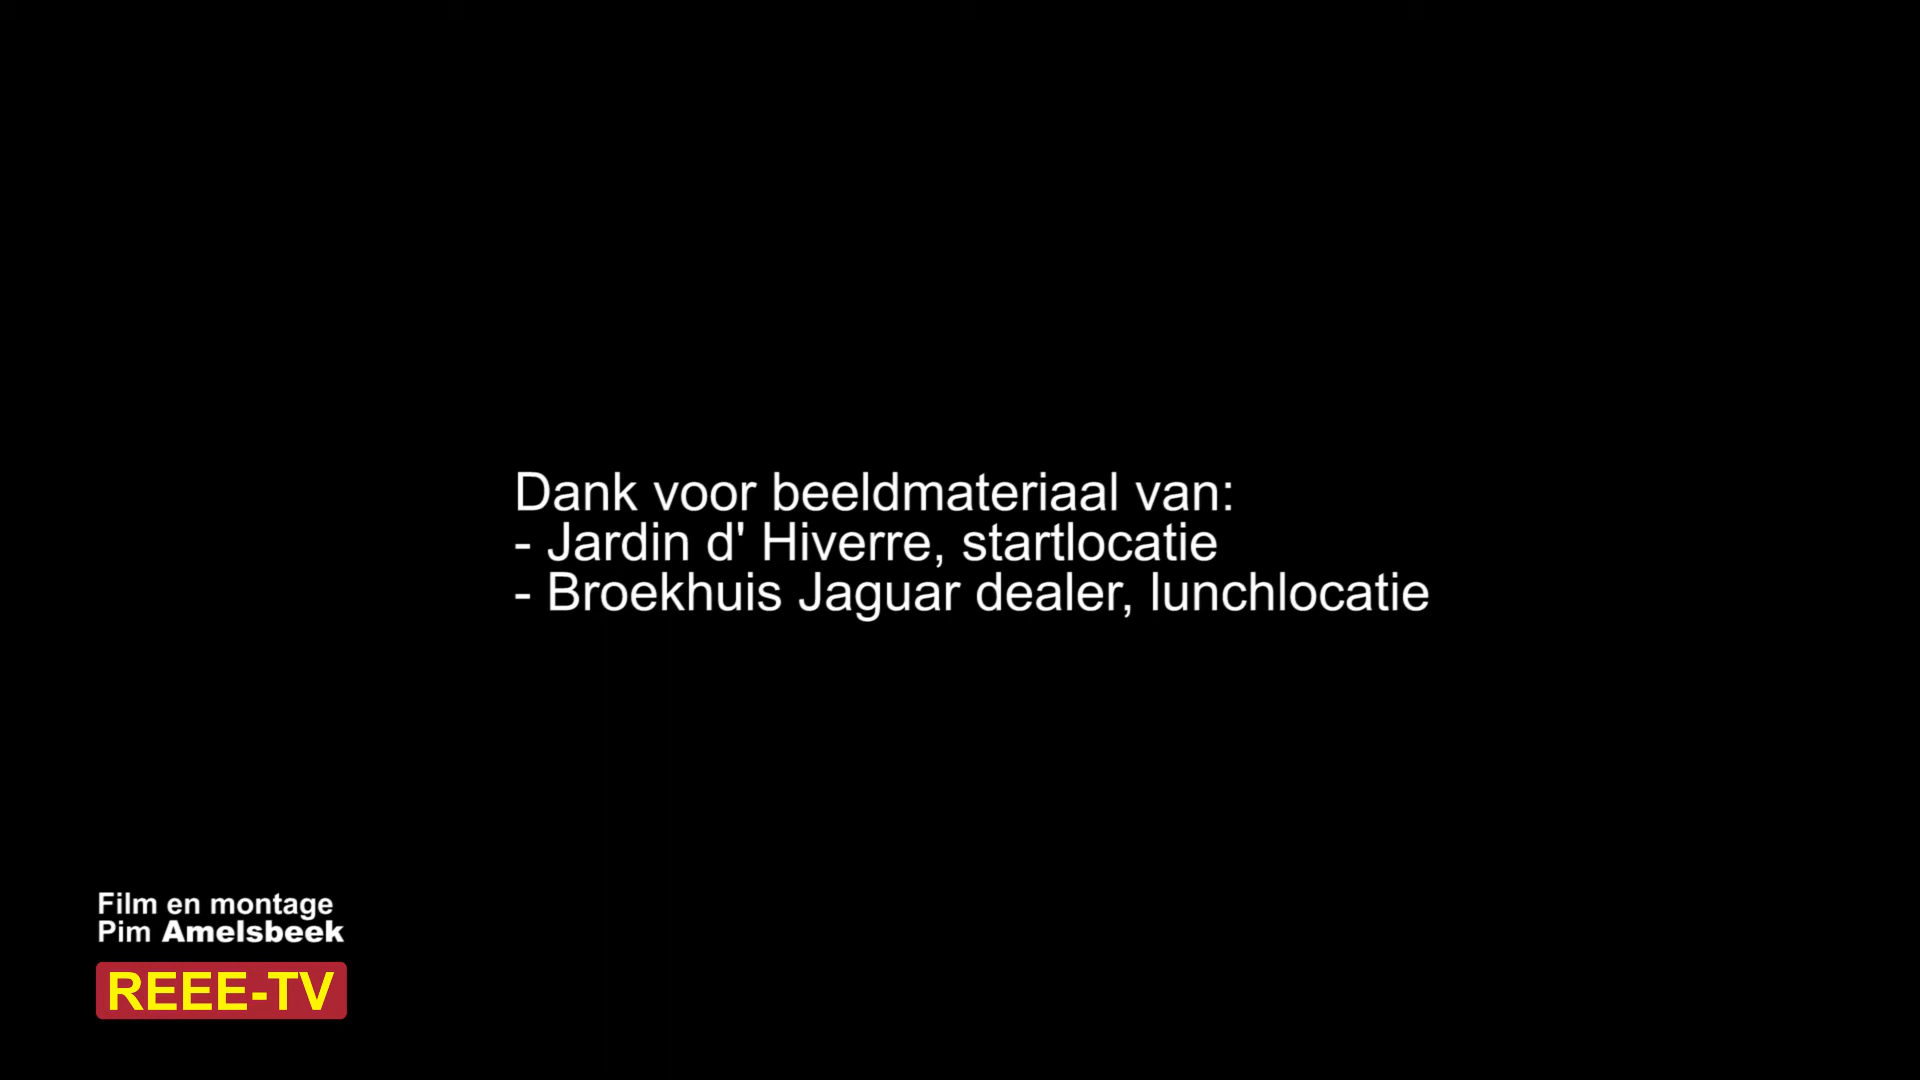 Dank voor beeldmateriaal van:
- Jardin d' Hiverre, startlocatie
- Broekhuis Jaguar dealer, lunchlocatie
Film en montage
Pim Amelsbeek
REEE-TV